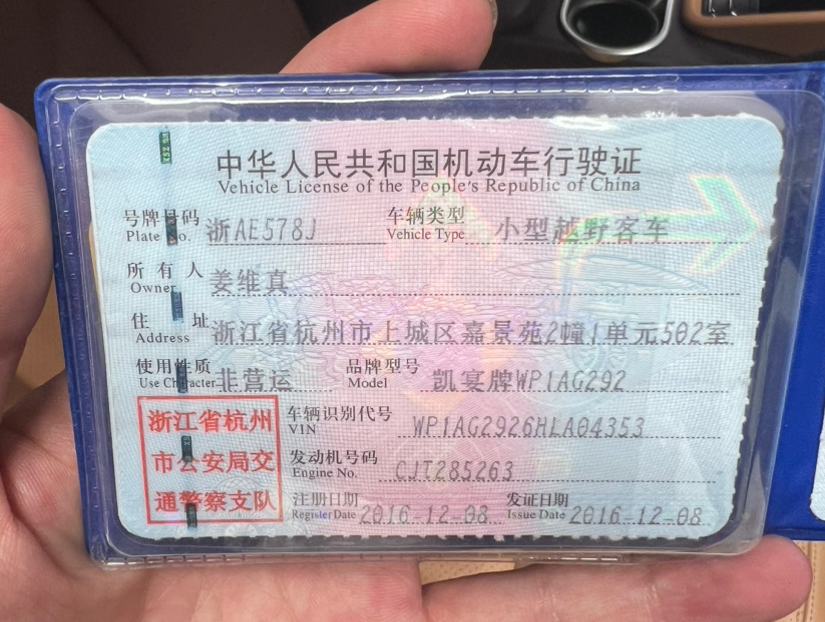 中华人民共和国机动车行驶证
Vehicle License of the People's Republic of China
号牌号码 浙AE578J 车辆类型 小型越野客车
Plate No. Vehicle Type
所有人 姜维真
Owner
住址 浙江省杭州市上城区嘉景苑2幢1单元502室
Address
使用性质 非营运 品牌型号 凯宴牌WP1AG292
Use Character Model
车辆识别代号 WP1AG2926HLA04353
VIN
发动机号码 CJT285263
Engine No.
注册日期 2016-12-08 发证日期 2016-12-08
Register Date Issue Date
浙江省杭州
市公安局交
通警察支队